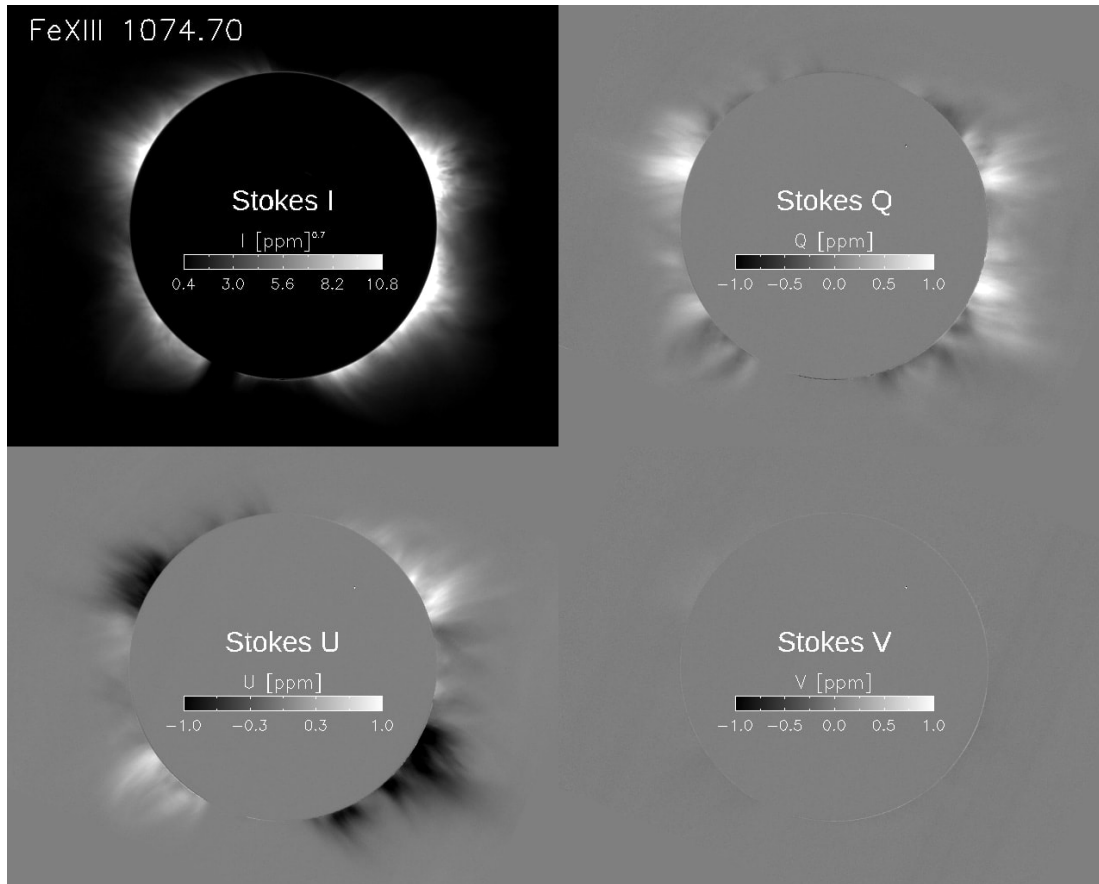 FeXIII 1074.70
Stokes I
I [ppm]^0.7
0.4 3.0 5.6 8.2 10.8
Stokes Q
Q [ppm]
−1.0 −0.5 0.0 0.5 1.0
Stokes U
U [ppm]
−1.0 −0.3 0.3 1.0
Stokes V
V [ppm]
−1.0 −0.5 0.0 0.5 1.0